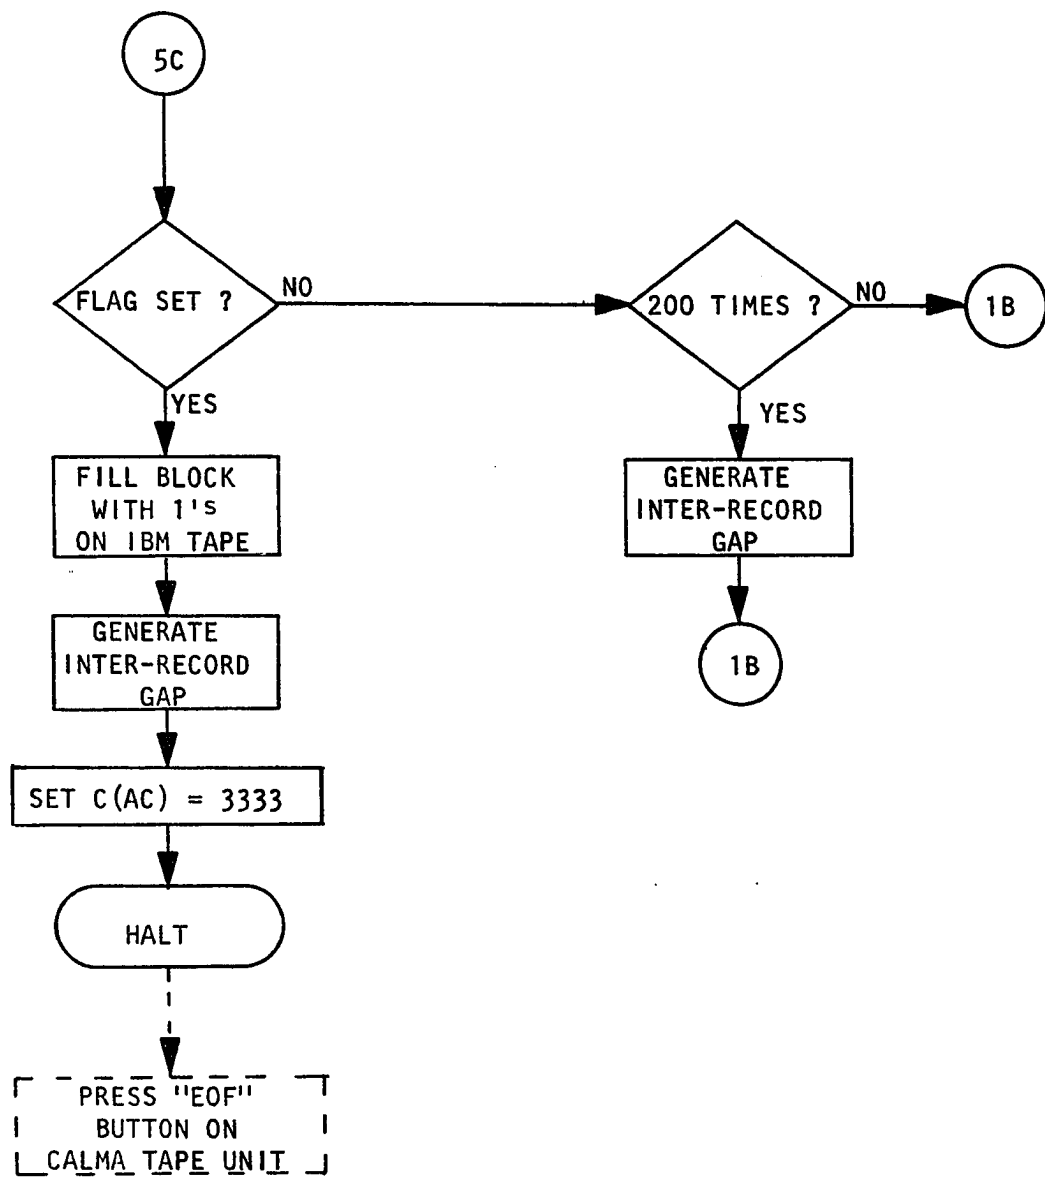 5C
FLAG SET ?
NO
200 TIMES ?
NO
1B
YES
YES
FILL BLOCK
WITH 1's
ON IBM TAPE
GENERATE
INTER-RECORD
GAP
GENERATE
INTER-RECORD
GAP
1B
SET C(AC) = 3333
HALT
PRESS "EOF"
BUTTON ON
CALMA TAPE UNIT